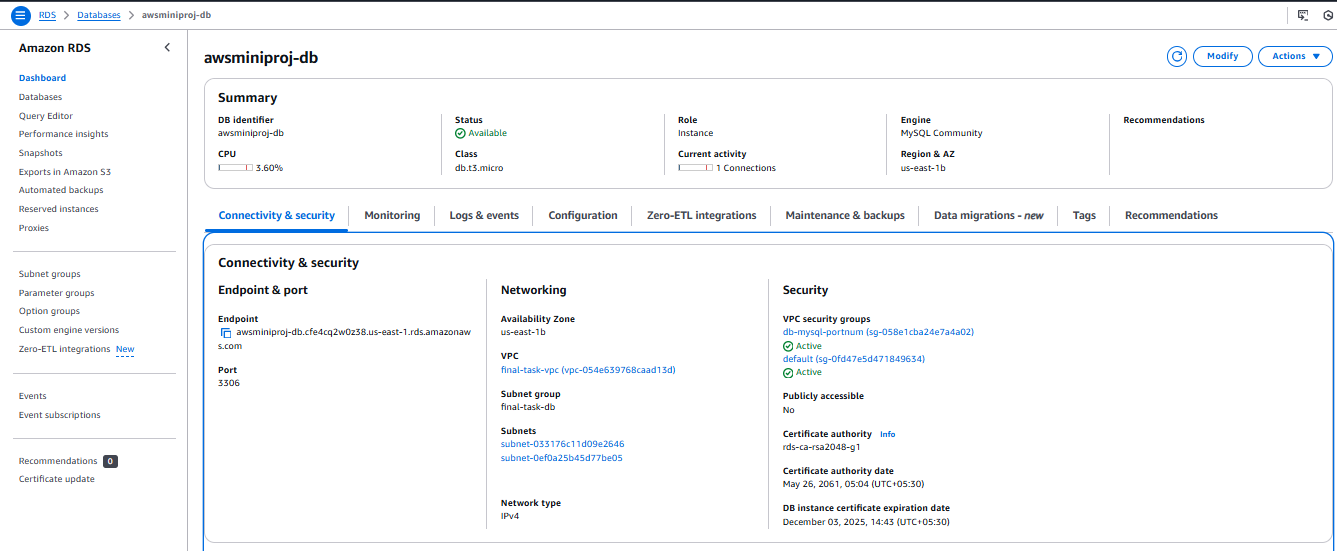 RDS > Databases > awsminiproj-db
Amazon RDS
Dashboard
Databases
Query Editor
Performance insights
Snapshots
Exports in Amazon S3
Automated backups
Reserved instances
Proxies
Subnet groups
Parameter groups
Option groups
Custom engine versions
Zero-ETL integrations New
Events
Event subscriptions
Recommendations 0
Certificate update
awsminiproj-db
Modify
Actions
Summary
DB identifier
awsminiproj-db
CPU
3.60%
Status
Available
Class
db.t3.micro
Role
Instance
Current activity
1 Connections
Engine
MySQL Community
Region & AZ
us-east-1b
Recommendations
Connectivity & security
Monitoring
Logs & events
Configuration
Zero-ETL integrations
Maintenance & backups
Data migrations - new
Tags
Recommendations
Connectivity & security
Endpoint & port
Endpoint
awsminiproj-db.cfe4cq2w0z38.us-east-1.rds.amazonaw
s.com
Port
3306
Networking
Availability Zone
us-east-1b
VPC
final-task-vpc (vpc-054e639768caad13d)
Subnet group
final-task-db
Subnets
subnet-033176c11d09e2646
subnet-0ef0a25b45d77be05
Network type
IPv4
Security
VPC security groups
db-mysql-portnum (sg-058e1cba24e7a4a02)
Active
default (sg-0fd47e5d471849634)
Active
Publicly accessible
No
Certificate authority Info
rds-ca-rsa2048-g1
Certificate authority date
May 26, 2061, 05:04 (UTC+05:30)
DB instance certificate expiration date
December 03, 2025, 14:43 (UTC+05:30)